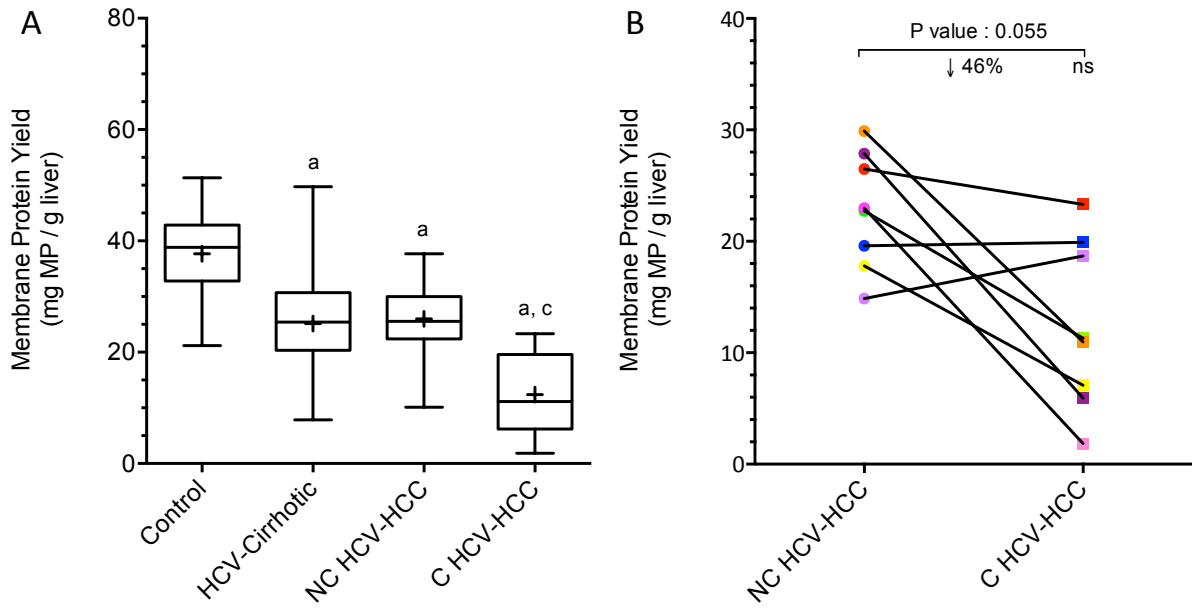 A
Membrane Protein Yield
(mg MP / g liver)
80
60
40
20
0
a
a
a, c
Control
HCV-Cirrhotic
NC HCV-HCC
C HCV-HCC
B
Membrane Protein Yield
(mg MP / g liver)
40
30
20
10
0
P value : 0.055
↓ 46%
ns
NC HCV-HCC
C HCV-HCC